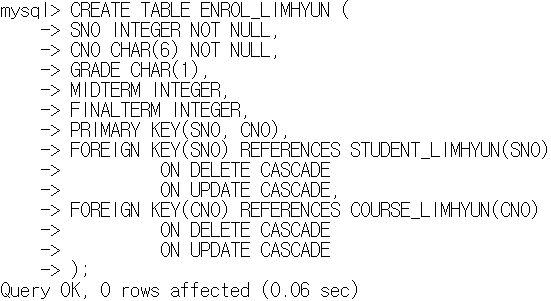 mysql> CREATE TABLE ENROL_LIMHYUN (
    -> SNO INTEGER NOT NULL,
    -> CNO CHAR(6) NOT NULL,
    -> GRADE CHAR(1),
    -> MIDTERM INTEGER,
    -> FINALTERM INTEGER,
    -> PRIMARY KEY(SNO, CNO),
    -> FOREIGN KEY(SNO) REFERENCES STUDENT_LIMHYUN(SNO)
    ->          ON DELETE CASCADE
    ->          ON UPDATE CASCADE,
    -> FOREIGN KEY(CNO) REFERENCES COURSE_LIMHYUN(CNO)
    ->          ON DELETE CASCADE
    ->          ON UPDATE CASCADE
    -> );
Query OK, 0 rows affected (0.06 sec)